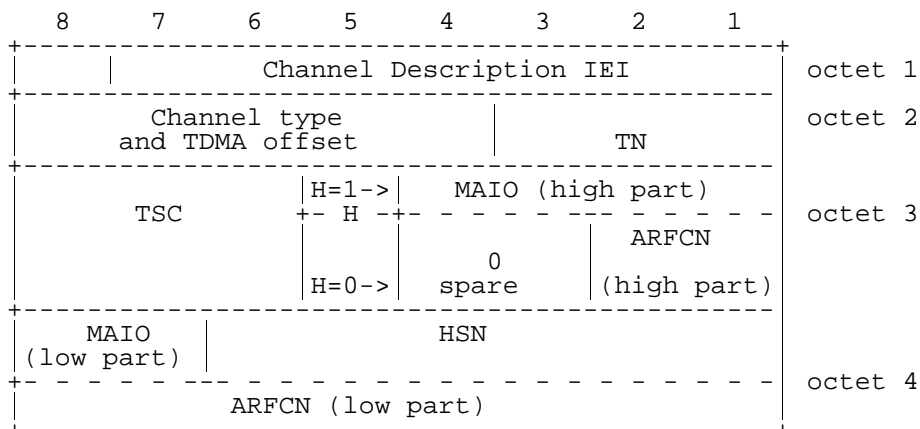 8 7 6 5 4 3 2 1
Channel Description IEI octet 1
Channel type octet 2
and TDMA offset TN
H=1-> MAIO (high part)
TSC H octet 3
ARFCN
0
H=0-> spare (high part)
MAIO HSN
(low part)
octet 4
ARFCN (low part)